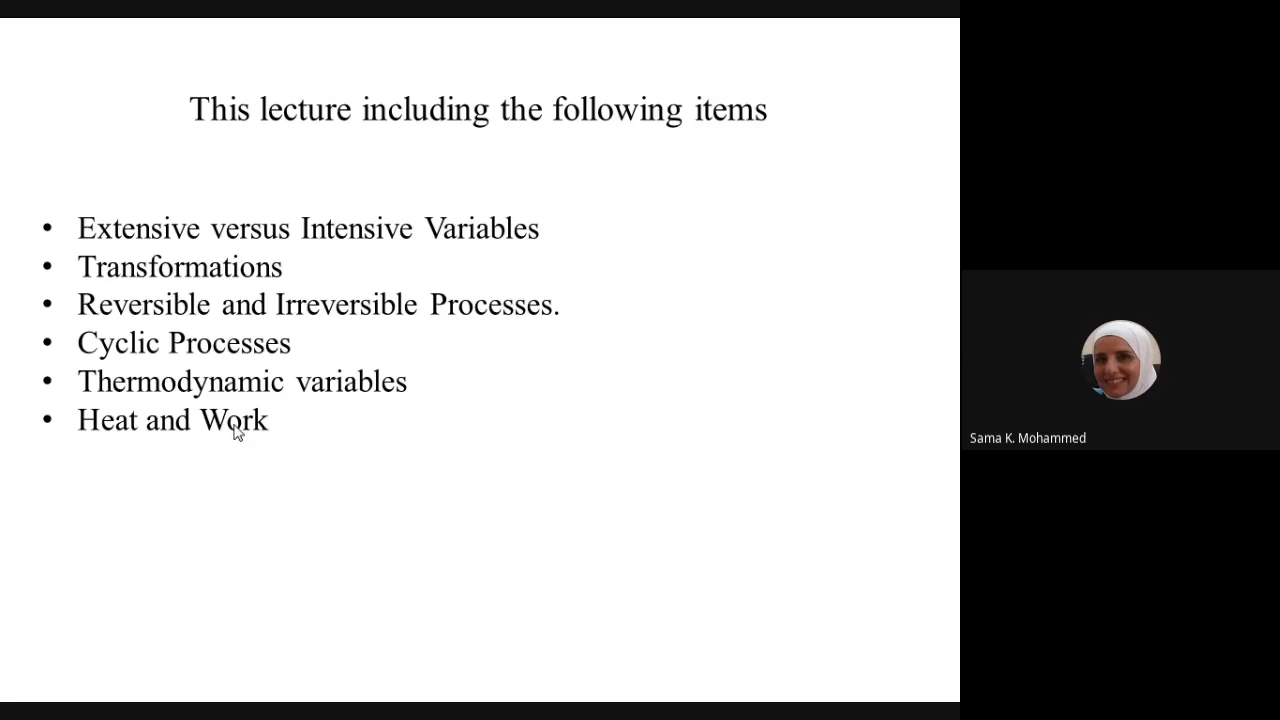 This lecture including the following items
• Extensive versus Intensive Variables
• Transformations
• Reversible and Irreversible Processes.
• Cyclic Processes
• Thermodynamic variables
• Heat and Work
Sama K. Mohammed